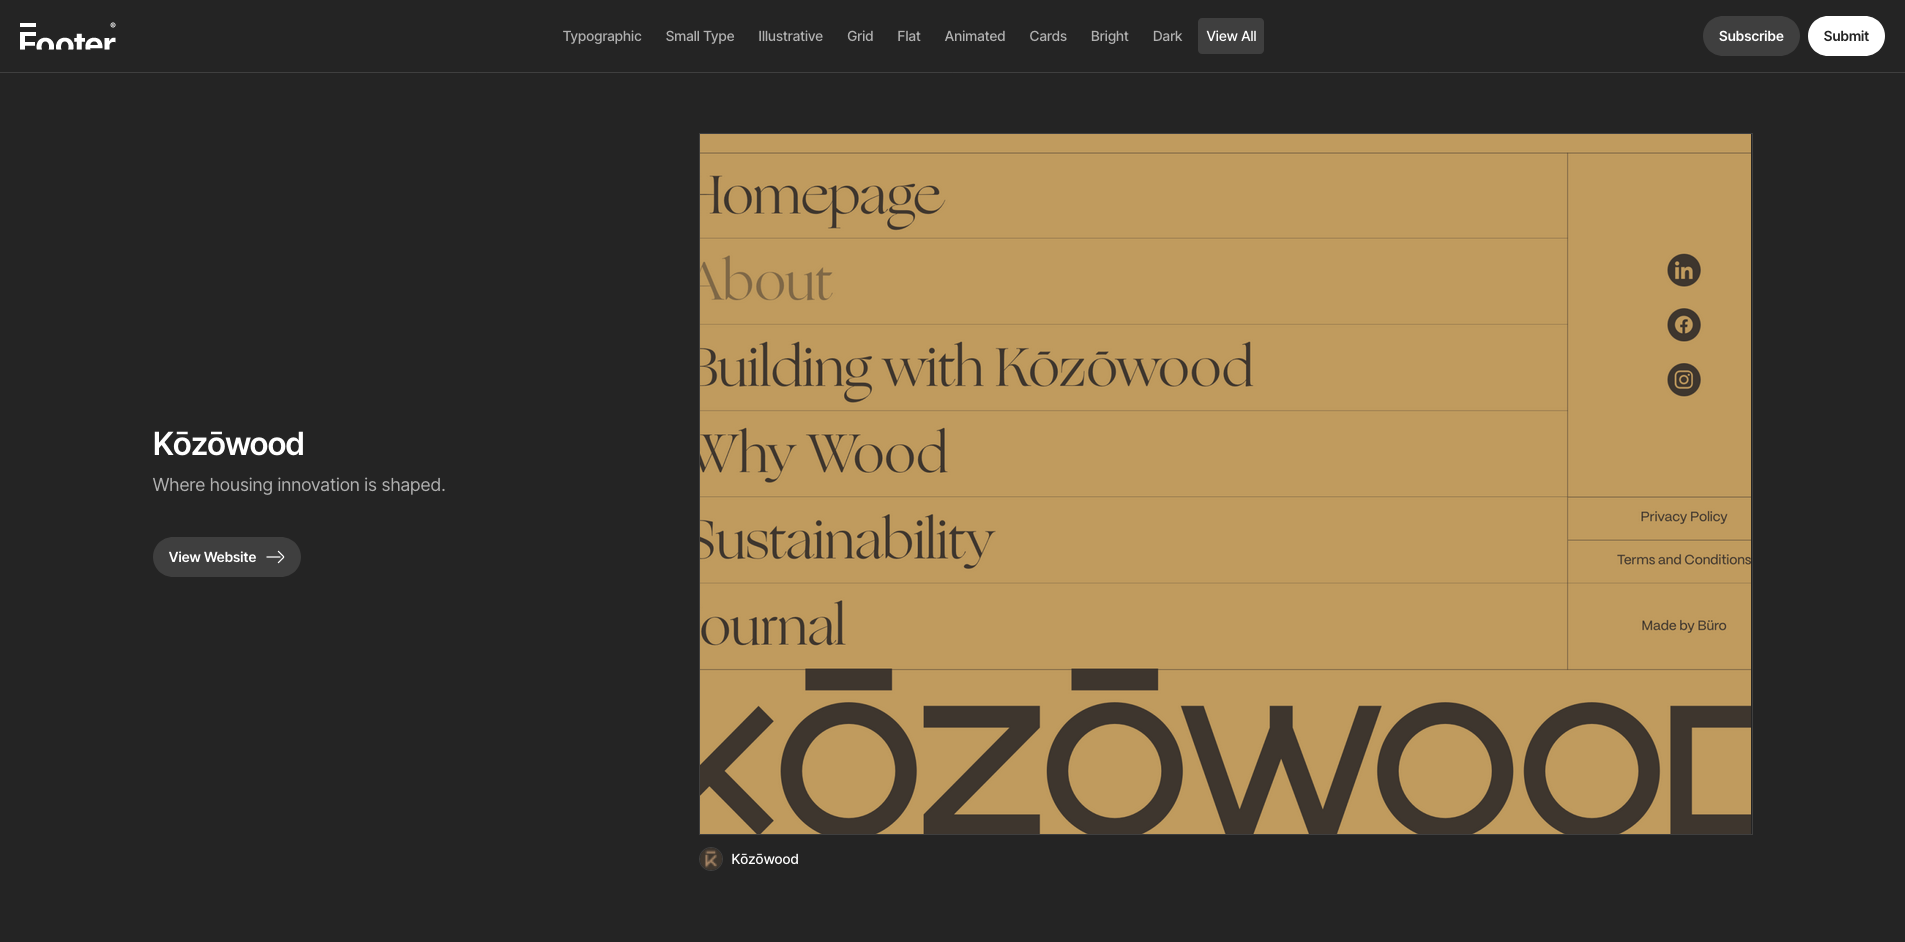 Footer®
Typographic Small Type Illustrative Grid Flat Animated Cards Bright Dark View All
Subscribe Submit
Kōzōwood
Where housing innovation is shaped.
View Website
Homepage
About
Building with Kōzōwood
Why Wood
Sustainability
ournal
Privacy Policy
Terms and Conditions
Made by Büro
KŌZŌWOOD
Kōzōwood